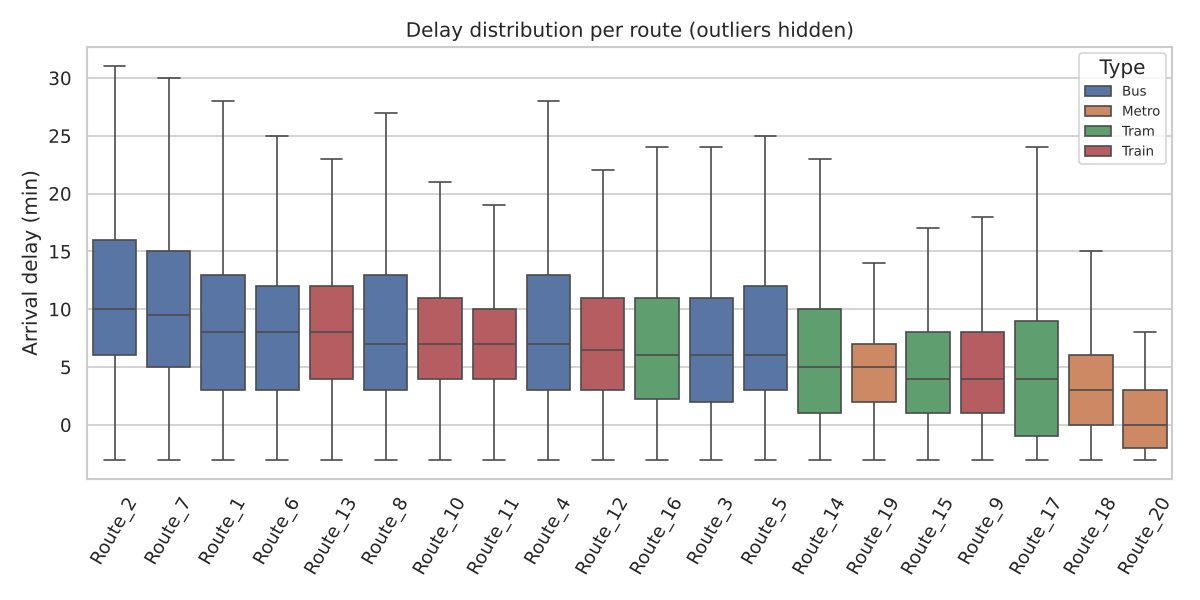 Delay distribution per route (outliers hidden)
Type
Bus
Metro
Tram
Train
Arrival delay (min)
30
25
20
15
10
5
0
Route_2
Route_7
Route_1
Route_6
Route_13
Route_8
Route_10
Route_11
Route_4
Route_12
Route_16
Route_3
Route_5
Route_14
Route_19
Route_15
Route_9
Route_17
Route_18
Route_20